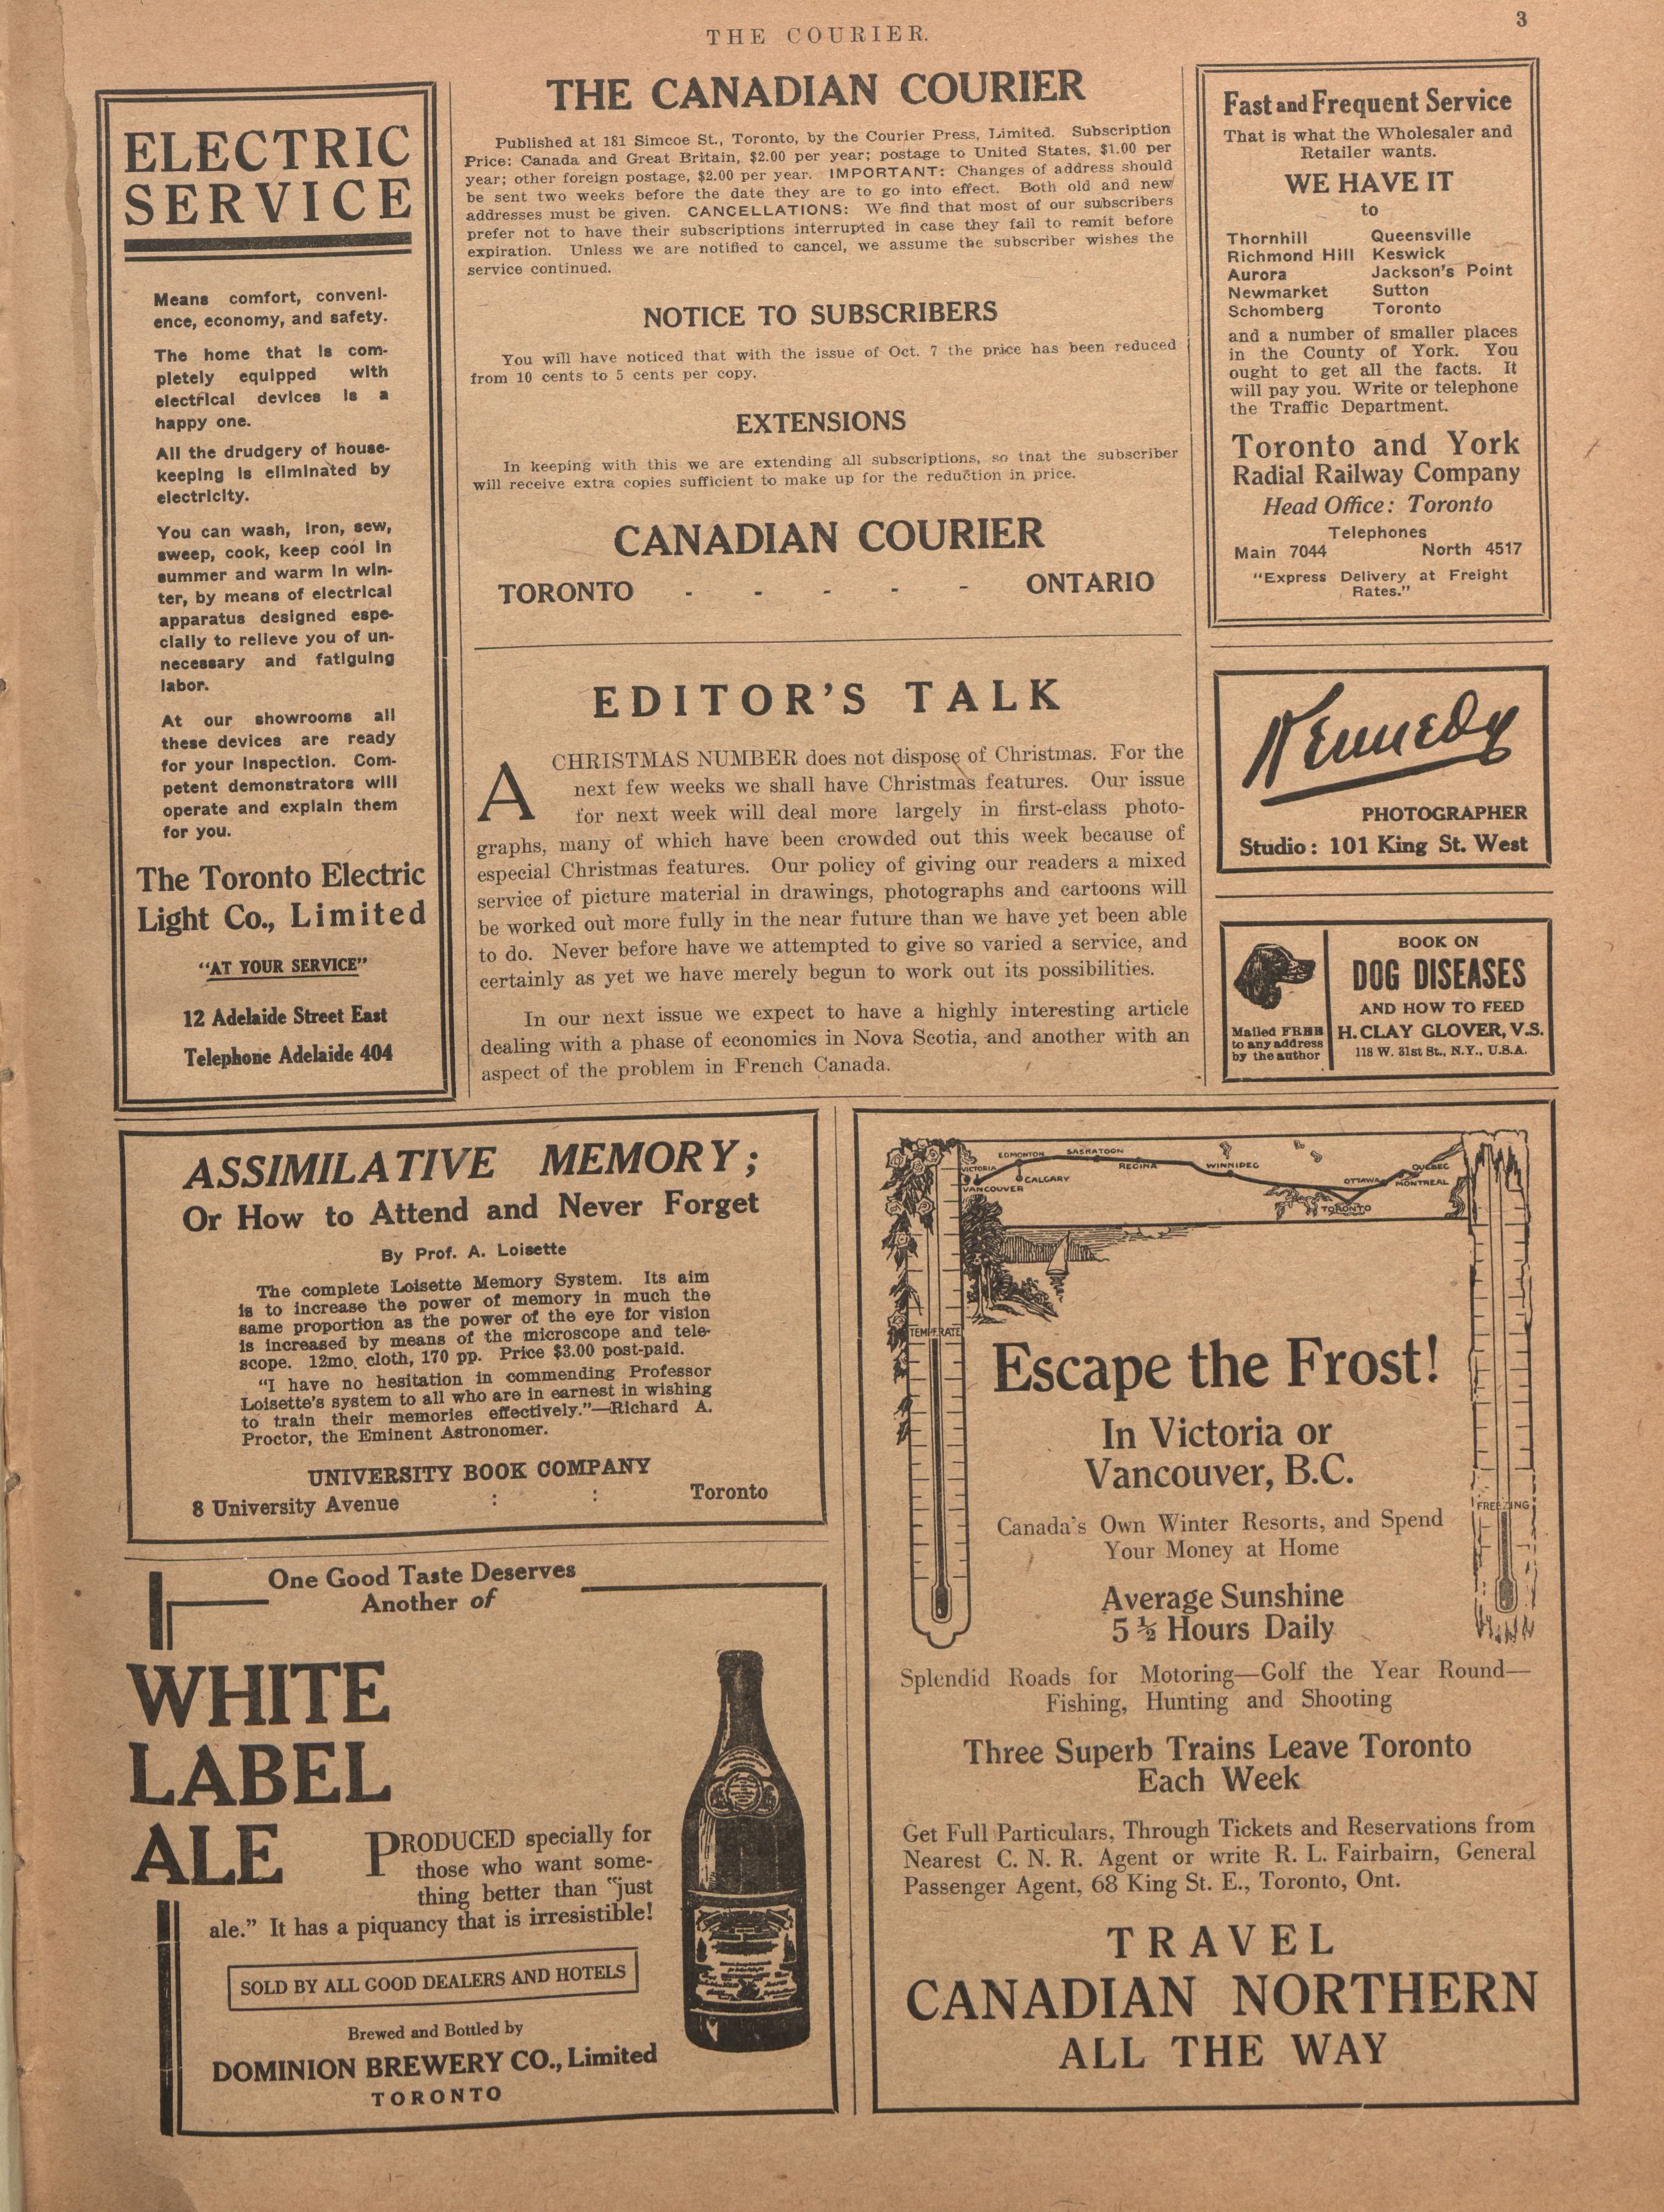 THE COURIER.
3
ELECTRIC
SERVICE
Means comfort, conveni-
ence, economy, and safety.
The home that is com-
pletely equipped with
electrical devices is a
happy one.
All the drudgery of house-
keeping is eliminated by
electricity.
You can wash, iron, sew,
sweep, cook, keep cool in
summer and warm in win-
ter, by means of electrical
apparatus designed espe-
cially to relieve you of un-
necessary and fatiguing
labor.
At our showrooms all
these devices are ready
for your inspection. Com-
petent demonstrators will
operate and explain them
for you.
The Toronto Electric
Light Co., Limited
"AT YOUR SERVICE"
12 Adelaide Street East
Telephone Adelaide 404
THE CANADIAN COURIER
Published at 181 Simcoe St., Toronto, by the Courier Press, Limited. Subscription
Price: Canada and Great Britain, $2.00 per year; postage to United States, $1.00 per
year; other foreign postage, $2.00 per year. IMPORTANT: Changes of address should
be sent two weeks before the date they are to go into effect. Both old and new
addresses must be given. CANCELLATIONS: We find that most of our subscribers
prefer not to have their subscriptions interrupted in case they fail to remit before
expiration. Unless we are notified to cancel, we assume the subscriber wishes the
service continued.
NOTICE TO SUBSCRIBERS
You will have noticed that with the issue of Oct. 7 the price has been reduced
from 10 cents to 5 cents per copy.
EXTENSIONS
In keeping with this we are extending all subscriptions, so that the subscriber
will receive extra copies sufficient to make up for the reduction in price.
CANADIAN COURIER
TORONTO - - - - - ONTARIO
EDITOR'S TALK
A CHRISTMAS NUMBER does not dispose of Christmas. For the
next few weeks we shall have Christmas features. Our issue
for next week will deal more largely in first-class photo-
graphs, many of which have been crowded out this week because of
especial Christmas features. Our policy of giving our readers a mixed
service of picture material in drawings, photographs and cartoons will
be worked out more fully in the near future than we have yet been able
to do. Never before have we attempted to give so varied a service, and
certainly as yet we have merely begun to work out its possibilities.
In our next issue we expect to have a highly interesting article
dealing with a phase of economics in Nova Scotia, and another with an
aspect of the problem in French Canada.
Fast and Frequent Service
That is what the Wholesaler and
Retailer wants.
WE HAVE IT
to
Thornhill Queensville
Richmond Hill Keswick
Aurora Jackson's Point
Newmarket Sutton
Schomberg Toronto
and a number of smaller places
in the County of York. You
ought to get all the facts. It
will pay you. Write or telephone
the Traffic Department.
Toronto and York
Radial Railway Company
Head Office: Toronto
Telephones
Main 7044 North 4517
"Express Delivery at Freight
Rates."
Kennedy
PHOTOGRAPHER
Studio: 101 King St. West
Mailed FREE
to any address
by the author
BOOK ON
DOG DISEASES
AND HOW TO FEED
H. CLAY GLOVER, V.S.
118 W. 31st St., N.Y., U.S.A.
ASSIMILATIVE MEMORY;
Or How to Attend and Never Forget
By Prof. A. Loisette
The complete Loisette Memory System. Its aim
is to increase the power of memory in much the
same proportion as the power of the eye for vision
is increased by means of the microscope and tele-
scope. 12mo, cloth, 170 pp. Price $3.00 post-paid.
"I have no hesitation in commending Professor
Loisette's system to all who are in earnest in wishing
to train their memories effectively."—Richard A.
Proctor, the Eminent Astronomer.
UNIVERSITY BOOK COMPANY
8 University Avenue : : Toronto
One Good Taste Deserves
Another of
WHITE
LABEL
ALE
PRODUCED specially for
those who want some-
thing better than "just
ale." It has a piquancy that is irresistible!
SOLD BY ALL GOOD DEALERS AND HOTELS
Brewed and Bottled by
DOMINION BREWERY CO., Limited
TORONTO
VICTORIA
VANCOUVER
EDMONTON
CALGARY
SASKATOON
REGINA
WINNIPEG
OTTAWA
TORONTO
QUEBEC
MONTREAL
TEMPERATE
FREEZING
Escape the Frost!
In Victoria or
Vancouver, B.C.
Canada's Own Winter Resorts, and Spend
Your Money at Home
Average Sunshine
5 ½ Hours Daily
Splendid Roads for Motoring—Golf the Year Round—
Fishing, Hunting and Shooting
Three Superb Trains Leave Toronto
Each Week
Get Full Particulars, Through Tickets and Reservations from
Nearest C. N. R. Agent or write R. L. Fairbairn, General
Passenger Agent, 68 King St. E., Toronto, Ont.
TRAVEL
CANADIAN NORTHERN
ALL THE WAY